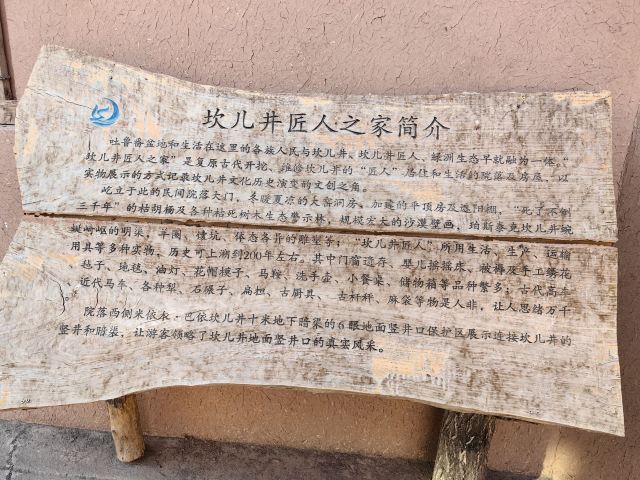 坎儿井匠人之家简介
吐鲁番盆地和生活在这里的各族人民与坎儿井、坎儿井匠人、绿洲生态早就融为一体。“
坎儿井匠人之家”是复原古代开挖、维修坎儿井的“匠人”居住和生活的院落及房屋，以
实物展示的方式记录坎儿井文化历史演变的文创之角。
屹立于此的民间院落大门，冬暖夏凉的大窑洞房，加建的平顶房及遮阳棚，“死了不倒
三千年”的枯胡杨及各种枯死树木生态警示林，规模宏大的沙漠壁画，坞斯泰克坎儿井蜿
蜒崎岖的明渠，羊圈、馕坑、体态各异的雕塑等；“坎儿井匠人”所用生活、生产、运输
用具等多种实物，历史可上溯到200年左右。其中门窗遗存、婴儿摇摇床、被褥及手工绣花
毡子、地毯、油灯、花帽模子、马鞍、洗手壶、小餐桌、储物箱等品种繁多；古代高车
近代马车、各种犁、石碾子、扁担、古厨具、古秤杆、麻袋等物是人非，让人思绪万千
院落西侧米依木·巴依坎儿井十米地下暗渠的6眼地面竖井口保护区展示连接坎儿井的
竖井和暗渠，让游客领略了坎儿井地面竖井口的真实风采。